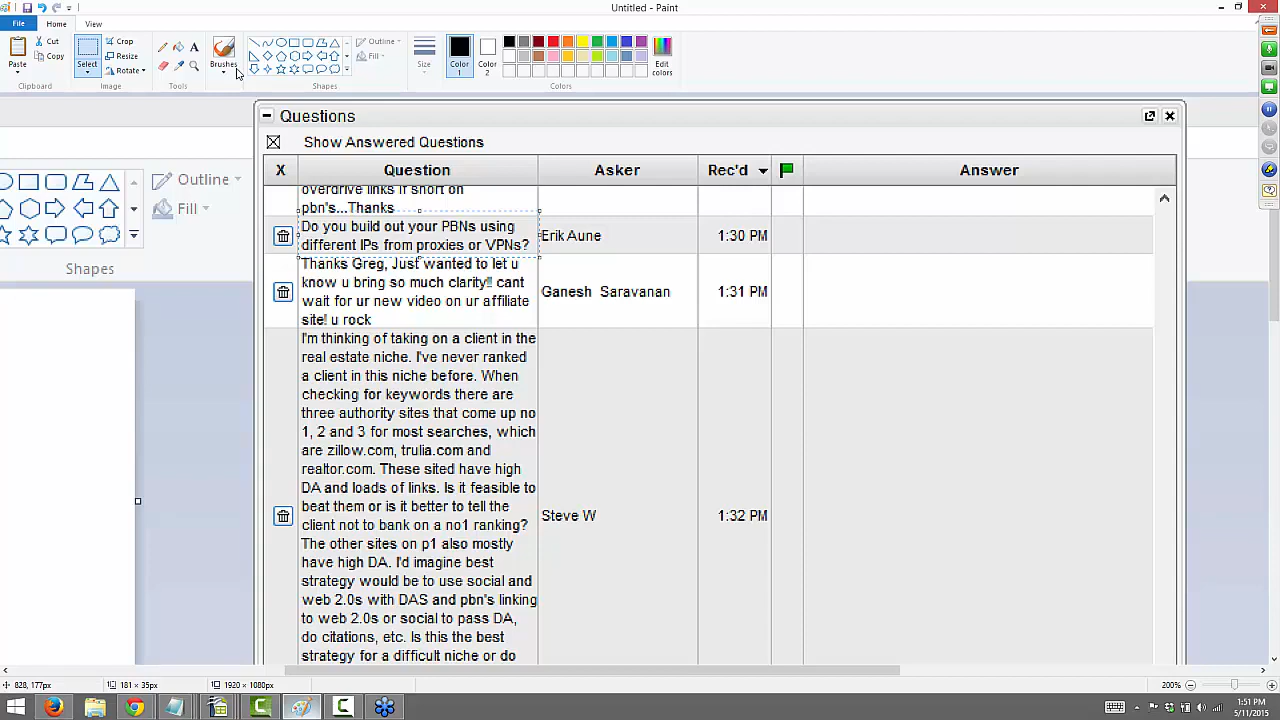 Untitled - Paint
File Home View
Paste
Cut
Copy
Clipboard
Select
Crop
Resize
Rotate
Image
A
Tools
Brushes
Outline
Fill
Shapes
Size
Color 1
Color 2
Edit colors
Colors
Outline
Fill
Shapes
Questions
Show Answered Questions
X Question Asker Rec'd Answer
overdrive links if short on
pbn's...Thanks
Do you build out your PBNs using
different IPs from proxies or VPNs?
Erik Aune 1:30 PM
Thanks Greg, Just wanted to let u
know u bring so much clarity!! cant
wait for ur new video on ur affiliate
site! u rock
Ganesh Saravanan 1:31 PM
I'm thinking of taking on a client in the
real estate niche. I've never ranked
a client in this niche before. When
checking for keywords there are
three authority sites that come up no
1, 2 and 3 for most searches, which
are zillow.com, trulia.com and
realtor.com. These sited have high
DA and loads of links. Is it feasible to
beat them or is it better to tell the
client not to bank on a no1 ranking?
The other sites on p1 also mostly
have high DA. I'd imagine best
strategy would be to use social and
web 2.0s with DAS and pbn's linking
to web 2.0s or social to pass DA,
do citations, etc. Is this the best
strategy for a difficult niche or do
Steve W 1:32 PM
828, 177px
181 × 35px
1920 × 1080px
200%
1:51 PM
5/11/2015